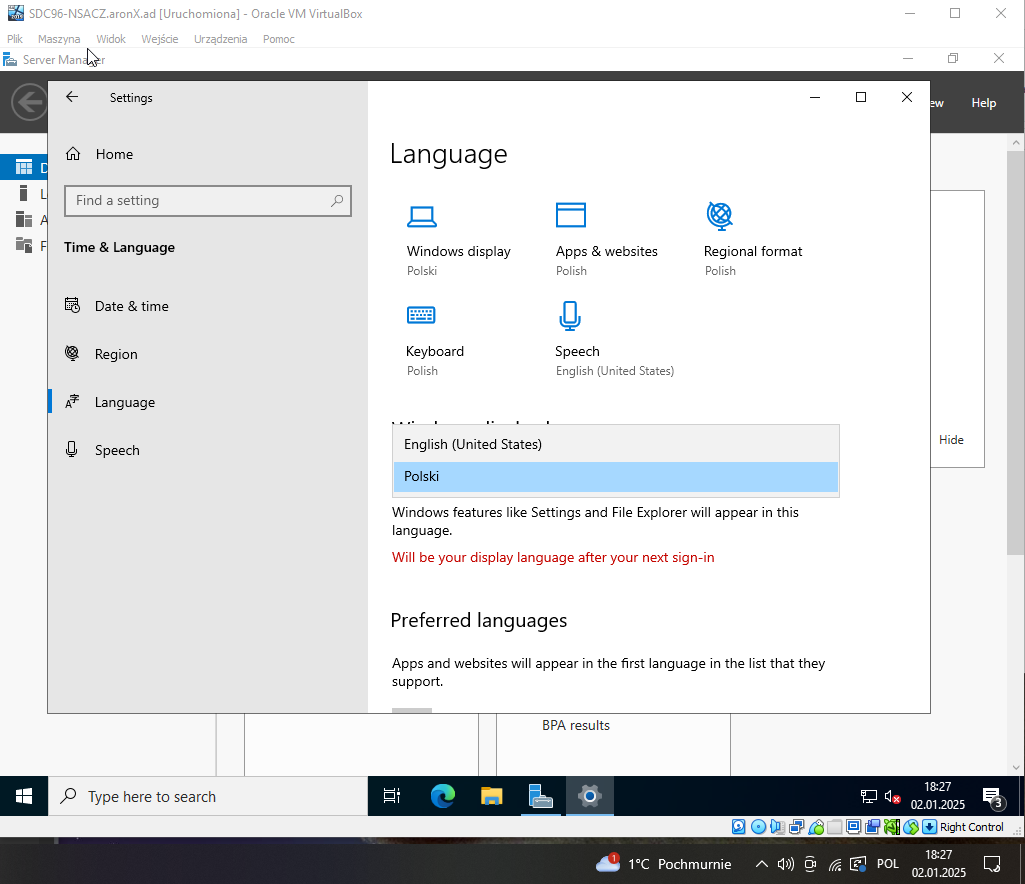 SDC96-NSACZ.aronX.ad [Uruchomiona] - Oracle VM VirtualBox
Plik Maszyna Widok Wejście Urządzenia Pomoc
Server Manager
Settings
ew Help
Home
Find a setting
Time & Language
Date & time
Region
Language
Speech
Language
Windows display
Polski
Apps & websites
Polish
Regional format
Polish
Keyboard
Polish
Speech
English (United States)
English (United States)
Polski
Windows features like Settings and File Explorer will appear in this
language.
Will be your display language after your next sign-in
Preferred languages
Apps and websites will appear in the first language in the list that they
support.
Hide
BPA results
Type here to search
18:27
02.01.2025
3
Right Control
1
1°C Pochmurnie
POL
18:27
02.01.2025